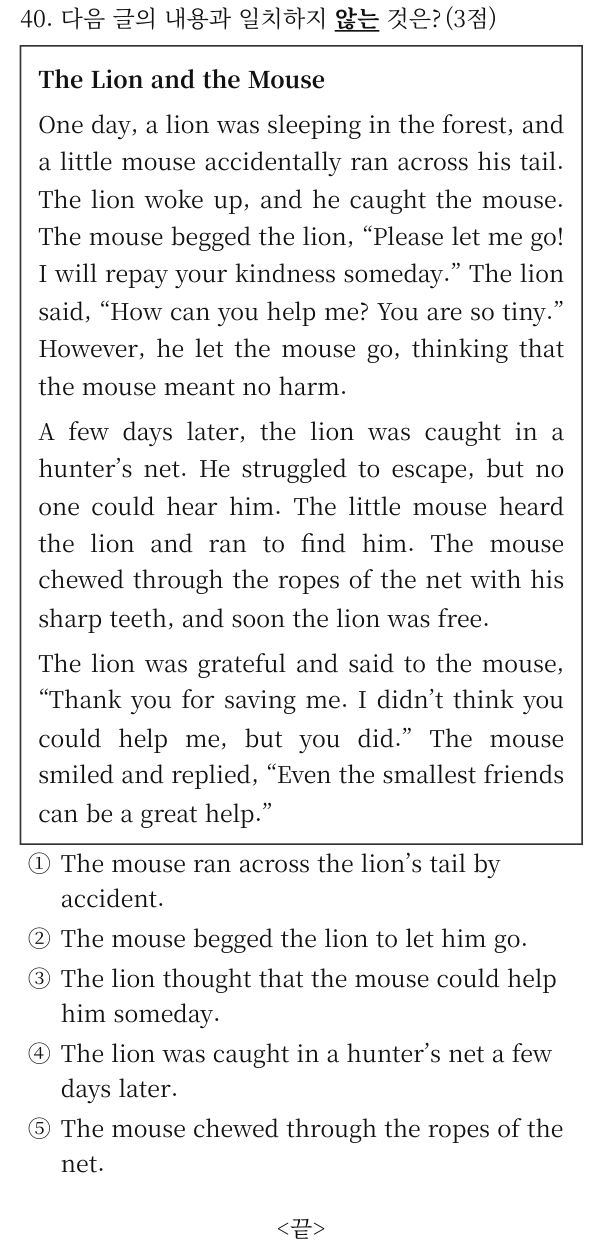 40. 다음 글의 내용과 일치하지 않는 것은?(3점)
The Lion and the Mouse
One day, a lion was sleeping in the forest, and
a little mouse accidentally ran across his tail.
The lion woke up, and he caught the mouse.
The mouse begged the lion, “Please let me go!
I will repay your kindness someday.” The lion
said, “How can you help me? You are so tiny.”
However, he let the mouse go, thinking that
the mouse meant no harm.
A few days later, the lion was caught in a
hunter’s net. He struggled to escape, but no
one could hear him. The little mouse heard
the lion and ran to find him. The mouse
chewed through the ropes of the net with his
sharp teeth, and soon the lion was free.
The lion was grateful and said to the mouse,
“Thank you for saving me. I didn’t think you
could help me, but you did.” The mouse
smiled and replied, “Even the smallest friends
can be a great help.”
① The mouse ran across the lion’s tail by
accident.
② The mouse begged the lion to let him go.
③ The lion thought that the mouse could help
him someday.
④ The lion was caught in a hunter’s net a few
days later.
⑤ The mouse chewed through the ropes of the
net.
<끝>